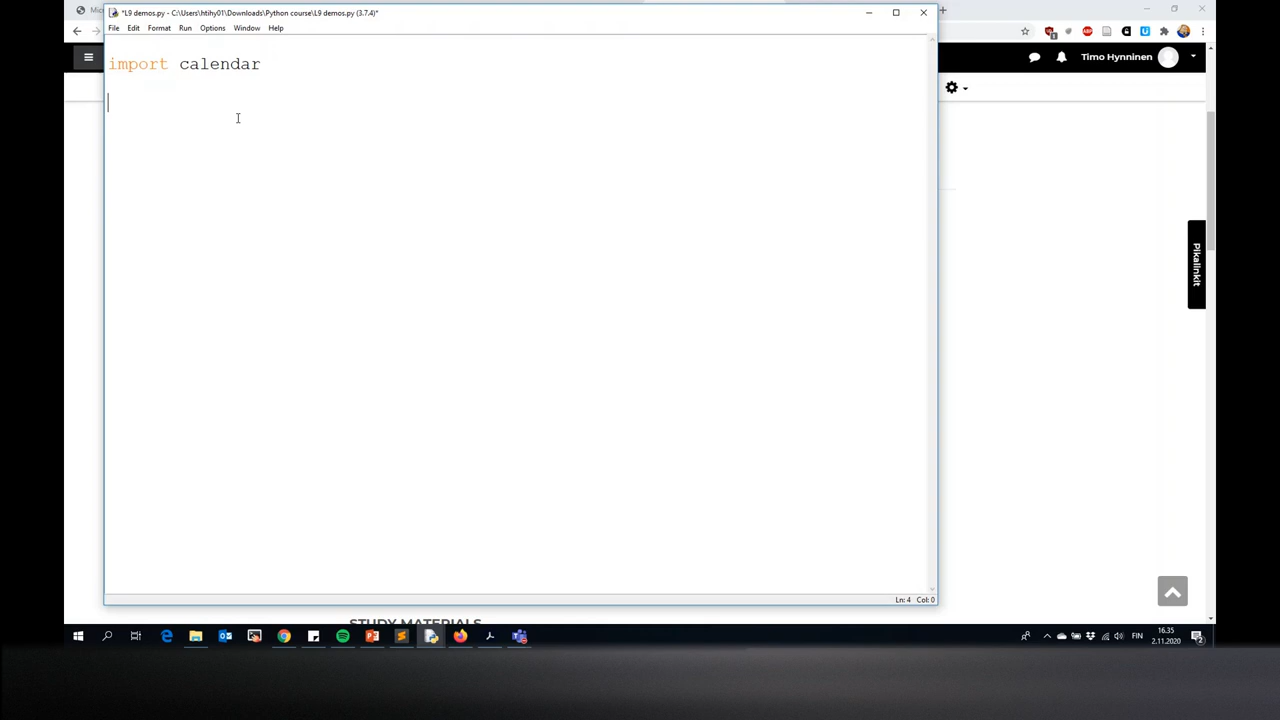 *L9 demos.py - C:\Users\htihy01\Downloads\Python course\L9 demos.py (3.7.4)*
File Edit Format Run Options Window Help
import calendar
Timo Hynninen
Pikalinkit
Ln: 4 Col: 0
STUDY MATERIALS
FIN
16.35
2.11.2020